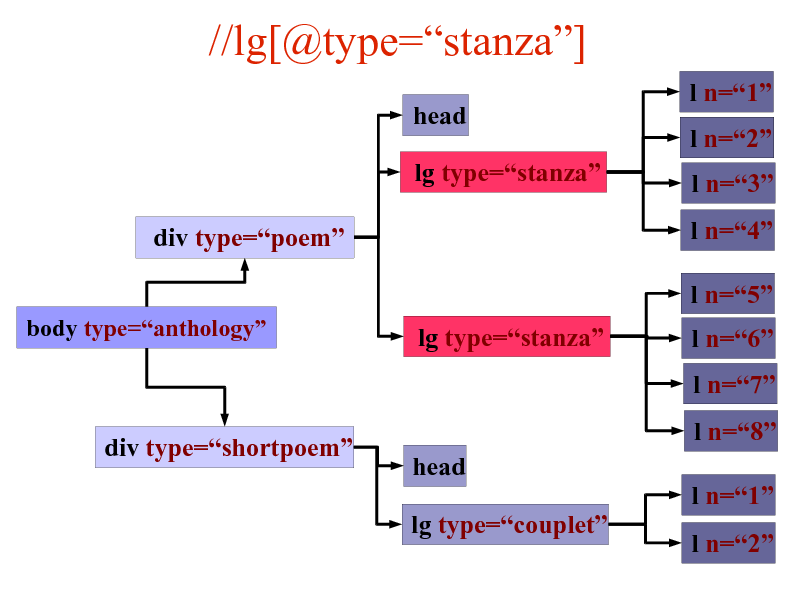 //lg[@type=“stanza”]
head
lg type=“stanza”
l n=“1”
l n=“2”
l n=“3”
l n=“4”
div type=“poem”
body type=“anthology”
lg type=“stanza”
l n=“5”
l n=“6”
l n=“7”
l n=“8”
div type=“shortpoem”
head
lg type=“couplet”
l n=“1”
l n=“2”